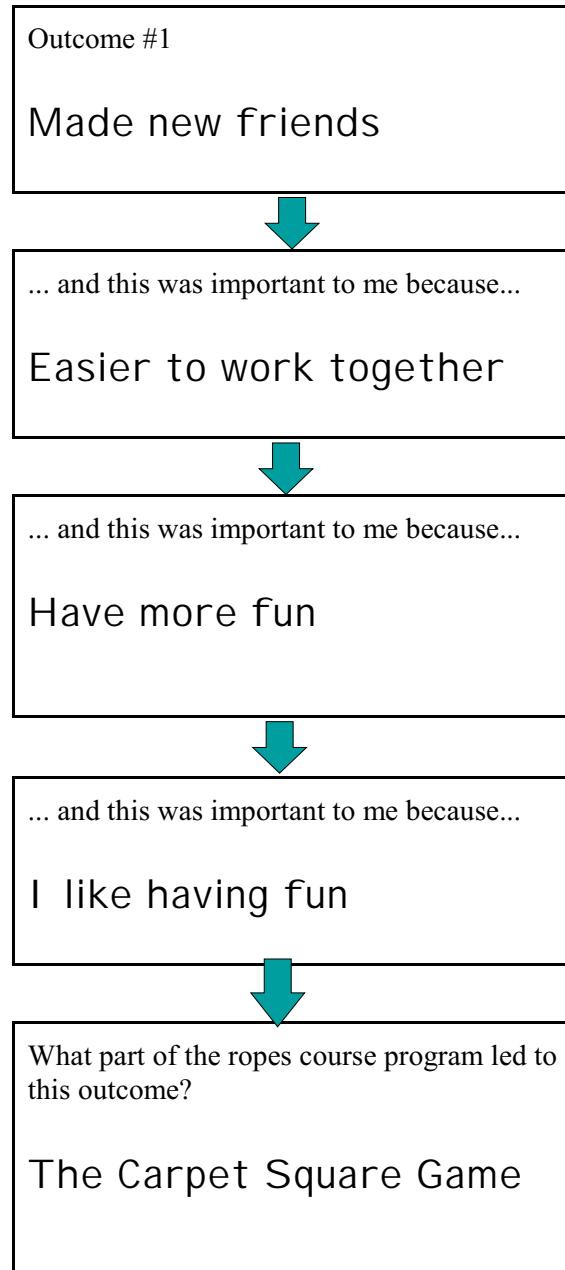 Outcome #1
Made new friends
... and this was important to me because...
Easier to work together
... and this was important to me because...
Have more fun
... and this was important to me because...
I like having fun
What part of the ropes course program led to
this outcome?
The Carpet Square Game